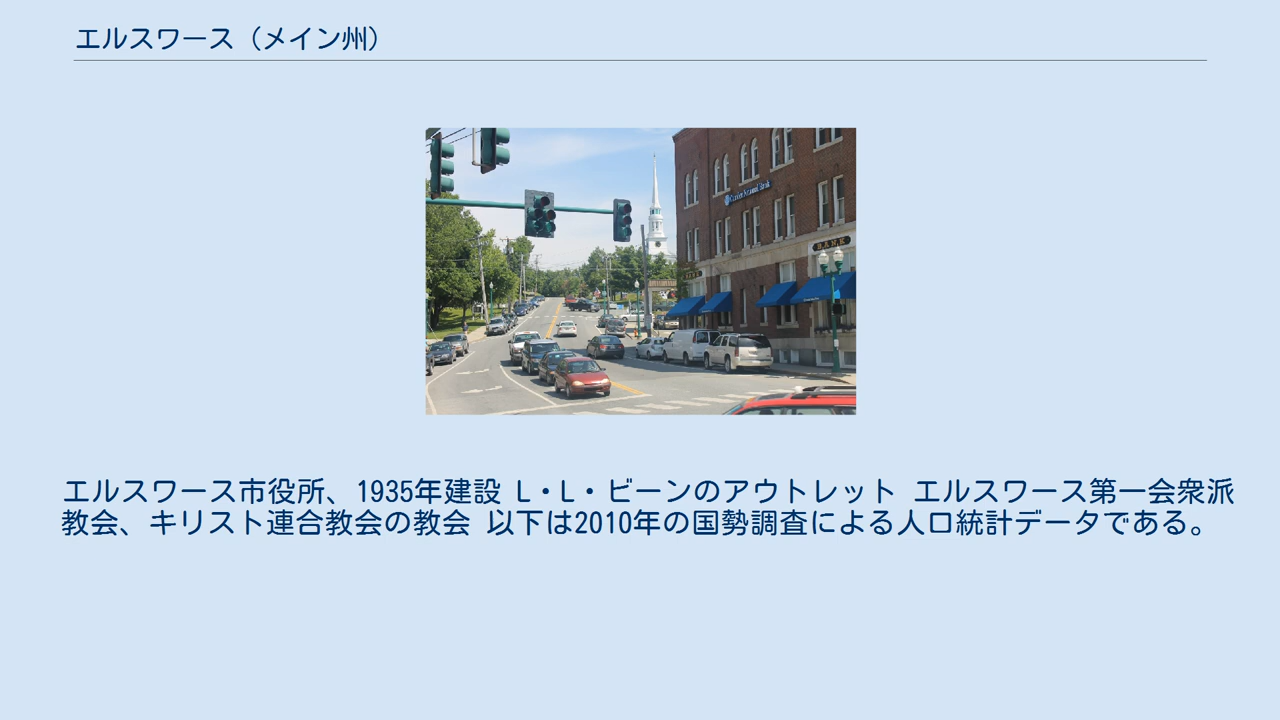 エルスワース（メイン州）
Camden National Bank
BANK
エルスワース市役所、1935年建設 L・L・ビーンのアウトレット エルスワース第一会衆派
教会、キリスト連合教会の教会 以下は2010年の国勢調査による人口統計データである。